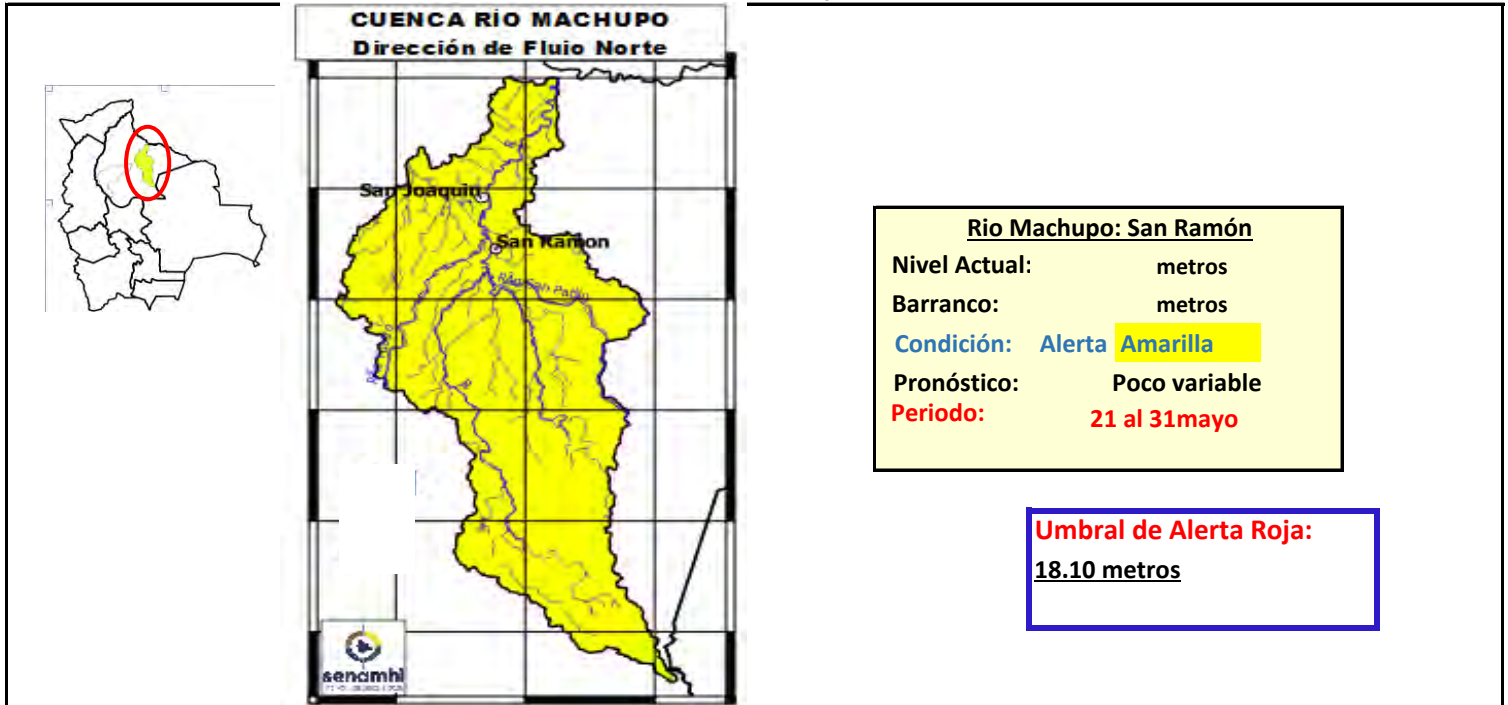 CUENCA RÍO MACHUPO
Dirección de Flujo Norte
San Joaquin
San Ramon
Rio Machupo: San Ramón
Nivel Actual: metros
Barranco: metros
Condición: Alerta Amarilla
Pronóstico: Poco variable
Periodo: 21 al 31mayo
Umbral de Alerta Roja:
18.10 metros
senamhi